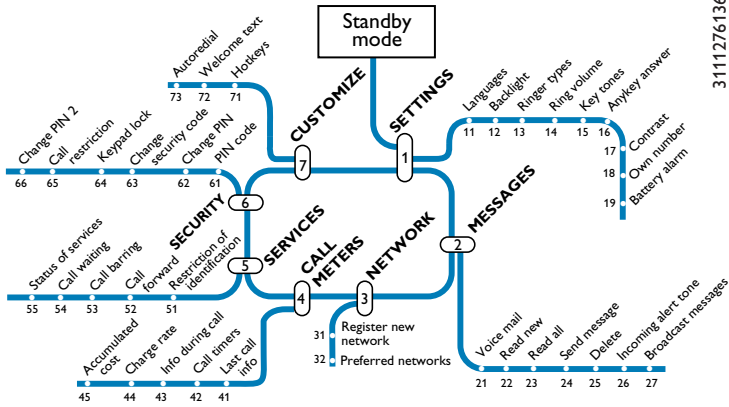 Standby
mode
3111276136
CUSTOMIZE
7
Autoredial
73
Welcome text
72
Hotkeys
71
SETTINGS
1
Languages
11
Backlight
12
Ringer types
13
Ring volume
14
Key tones
15
Anykey answer
16
Contrast
17
Own number
18
Battery alarm
19
MESSAGES
2
Voice mail
21
Read new
22
Read all
23
Send message
24
Delete
25
Incoming alert tone
26
Broadcast messages
27
NETWORK
3
31
Register new
network
32
Preferred networks
CALL
METERS
4
Accumulated
cost
45
Charge rate
44
Info during call
43
Call timers
42
Last call
info
41
SERVICES
5
Status of services
55
Call waiting
54
Call barring
53
Call
forward
52
Restriction of
identification
51
SECURITY
6
Change PIN 2
66
Call
restriction
65
Keypad lock
64
Change
security code
63
Change PIN
62
PIN code
61